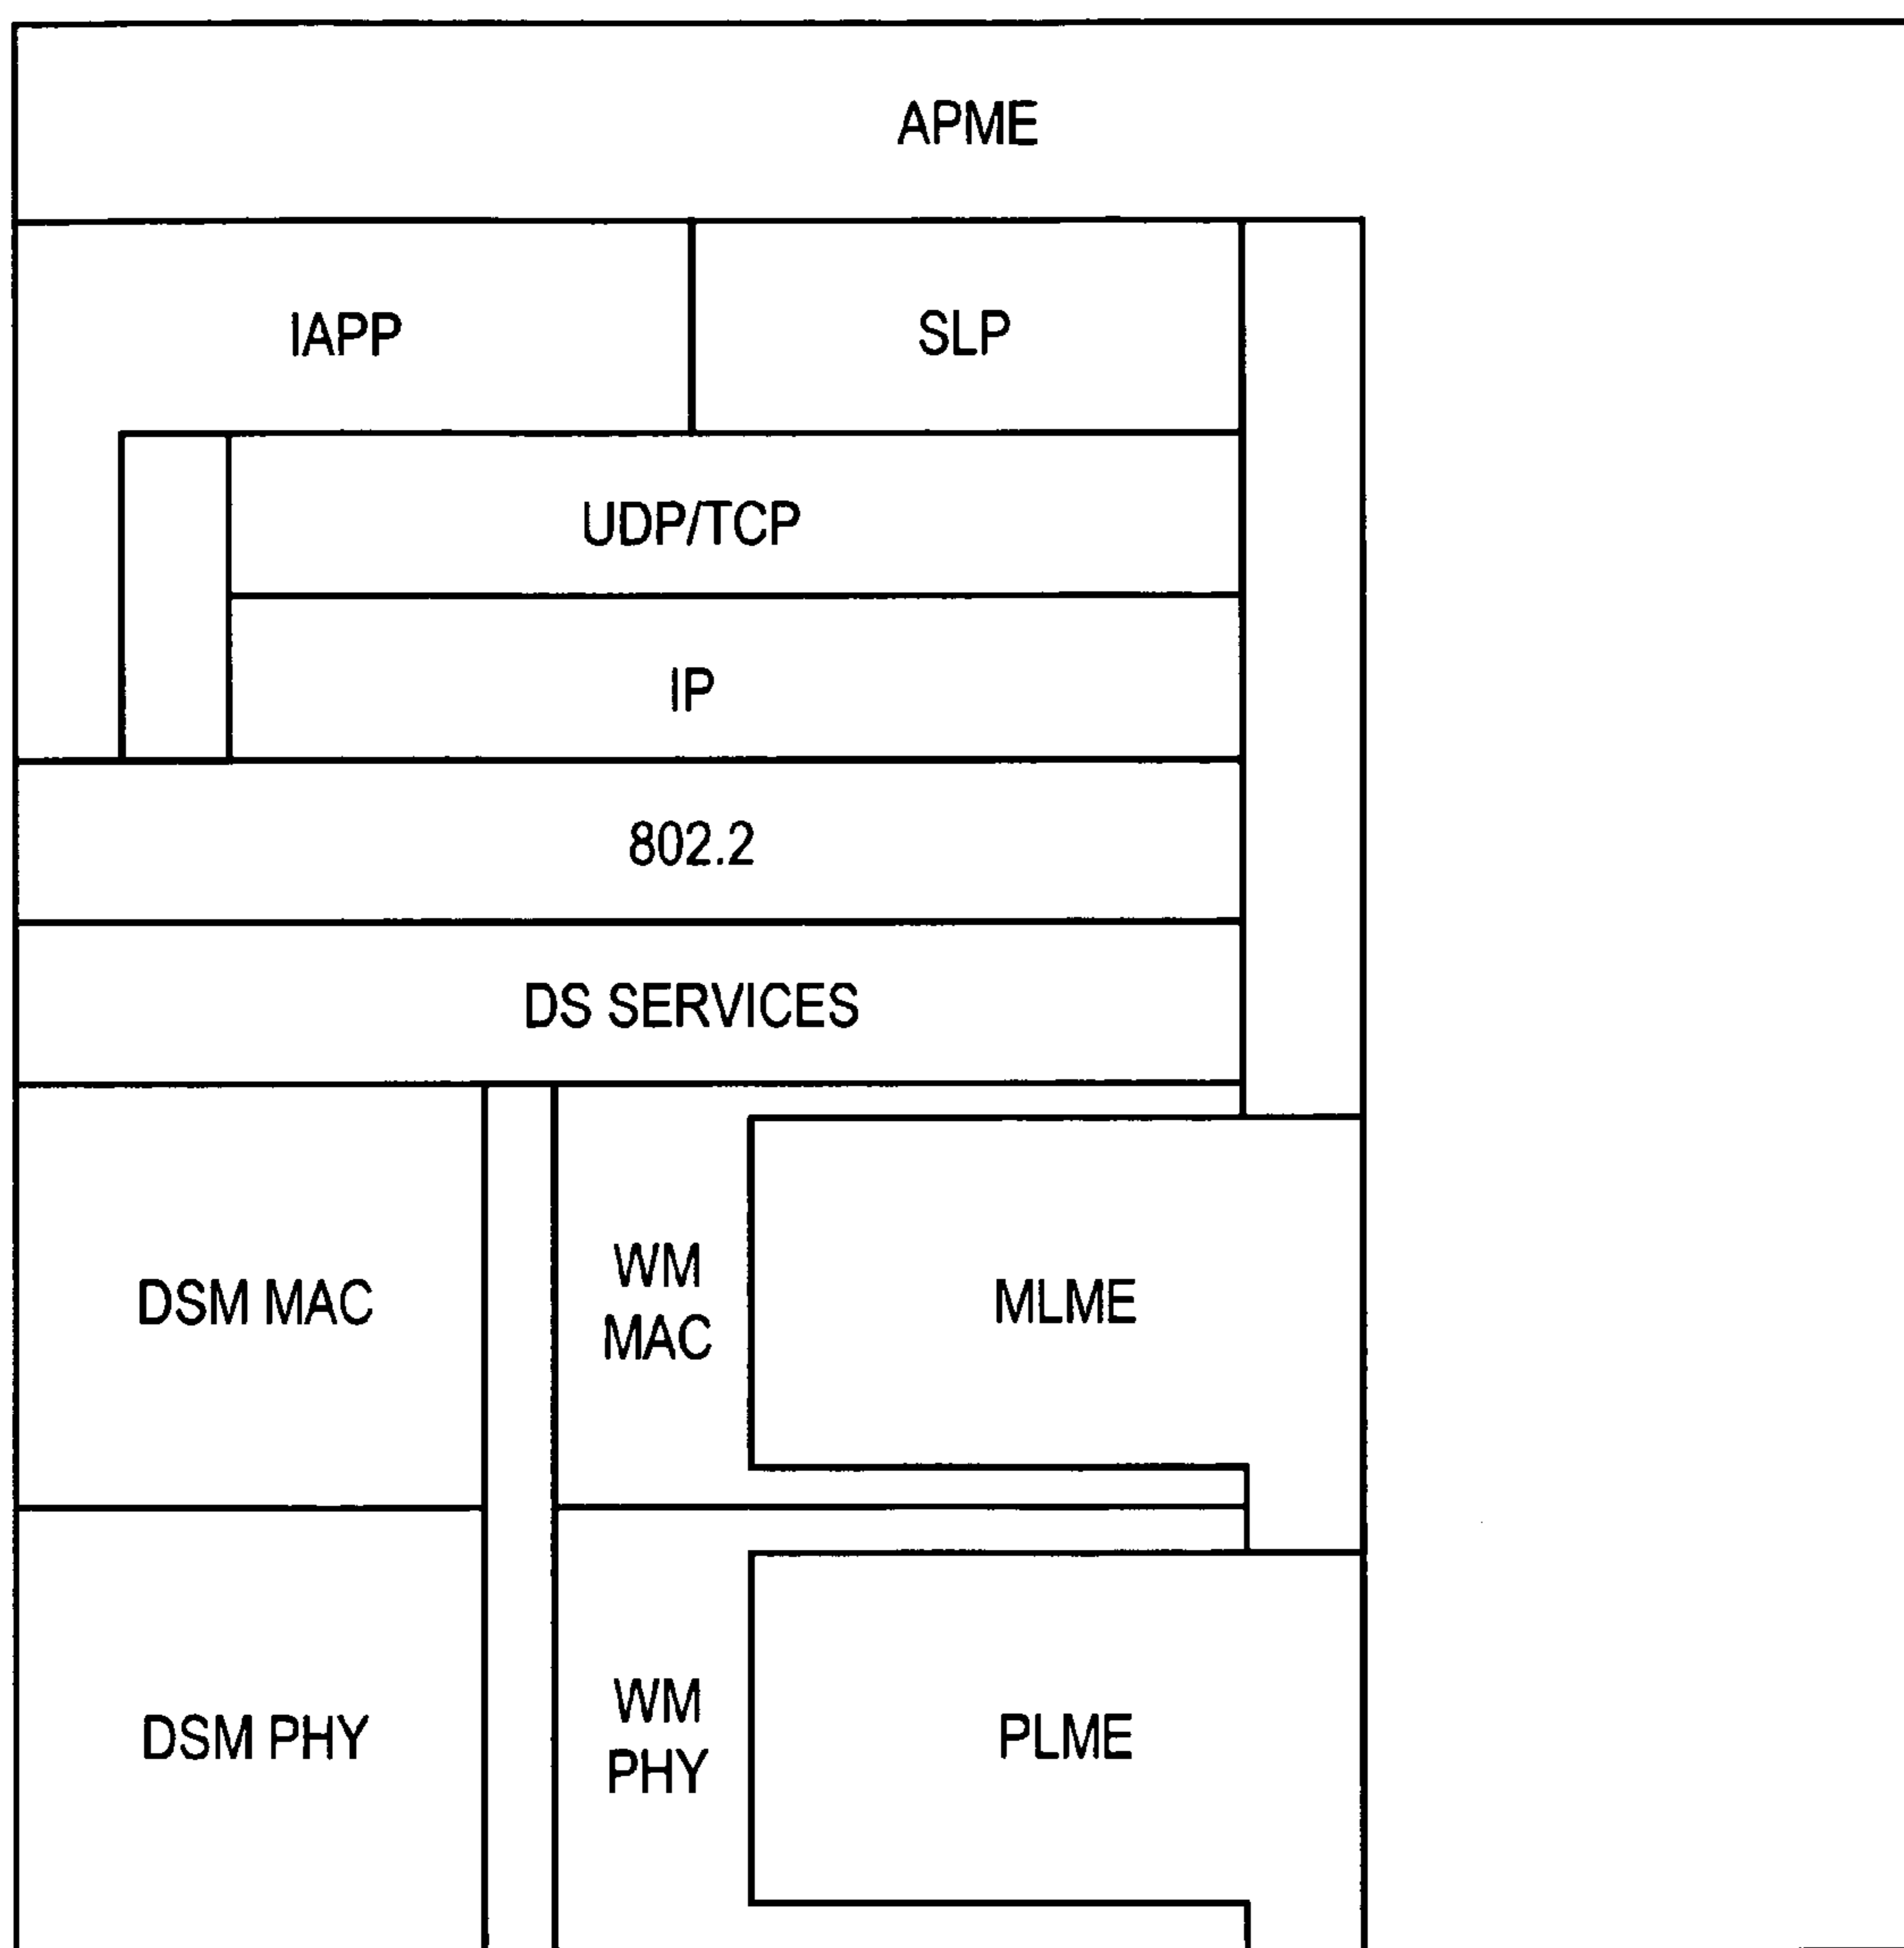 APME
IAPP
SLP
UDP/TCP
IP
802.2
DS SERVICES
DSM MAC
WM
MAC
MLME
DSM PHY
WM
PHY
PLME